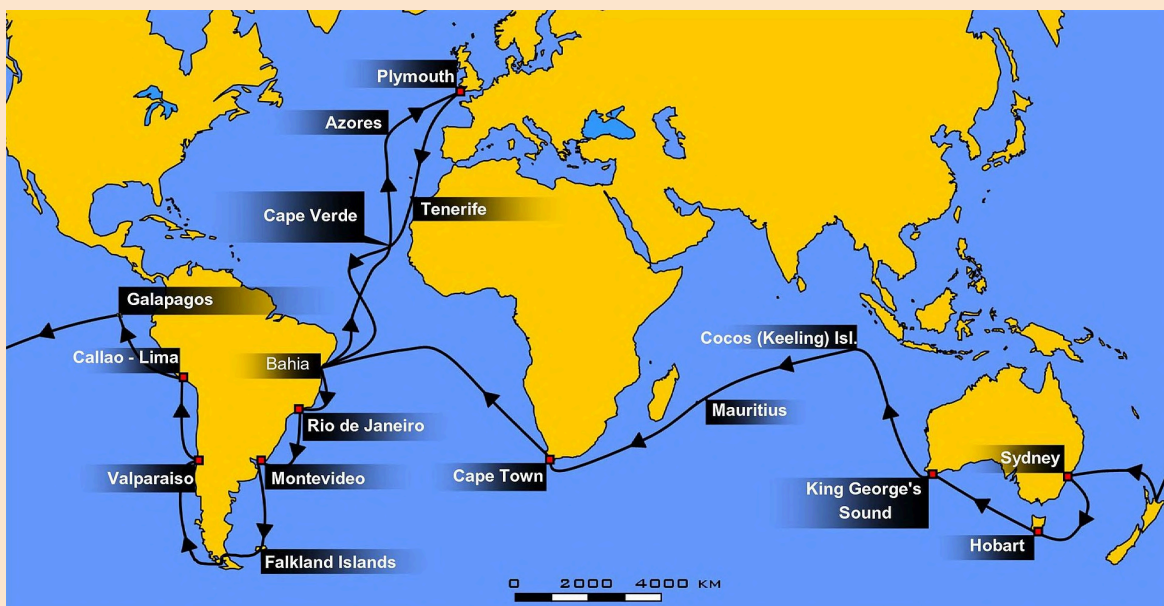 Plymouth
Azores
Cape Verde
Tenerife
Galapagos
Callao - Lima
Bahia
Cocos (Keeling) Isl.
Mauritius
Rio de Janeiro
Valparaiso
Montevideo
Cape Town
Sydney
King George's
Sound
Hobart
Falkland Islands
0 2000 4000 KM